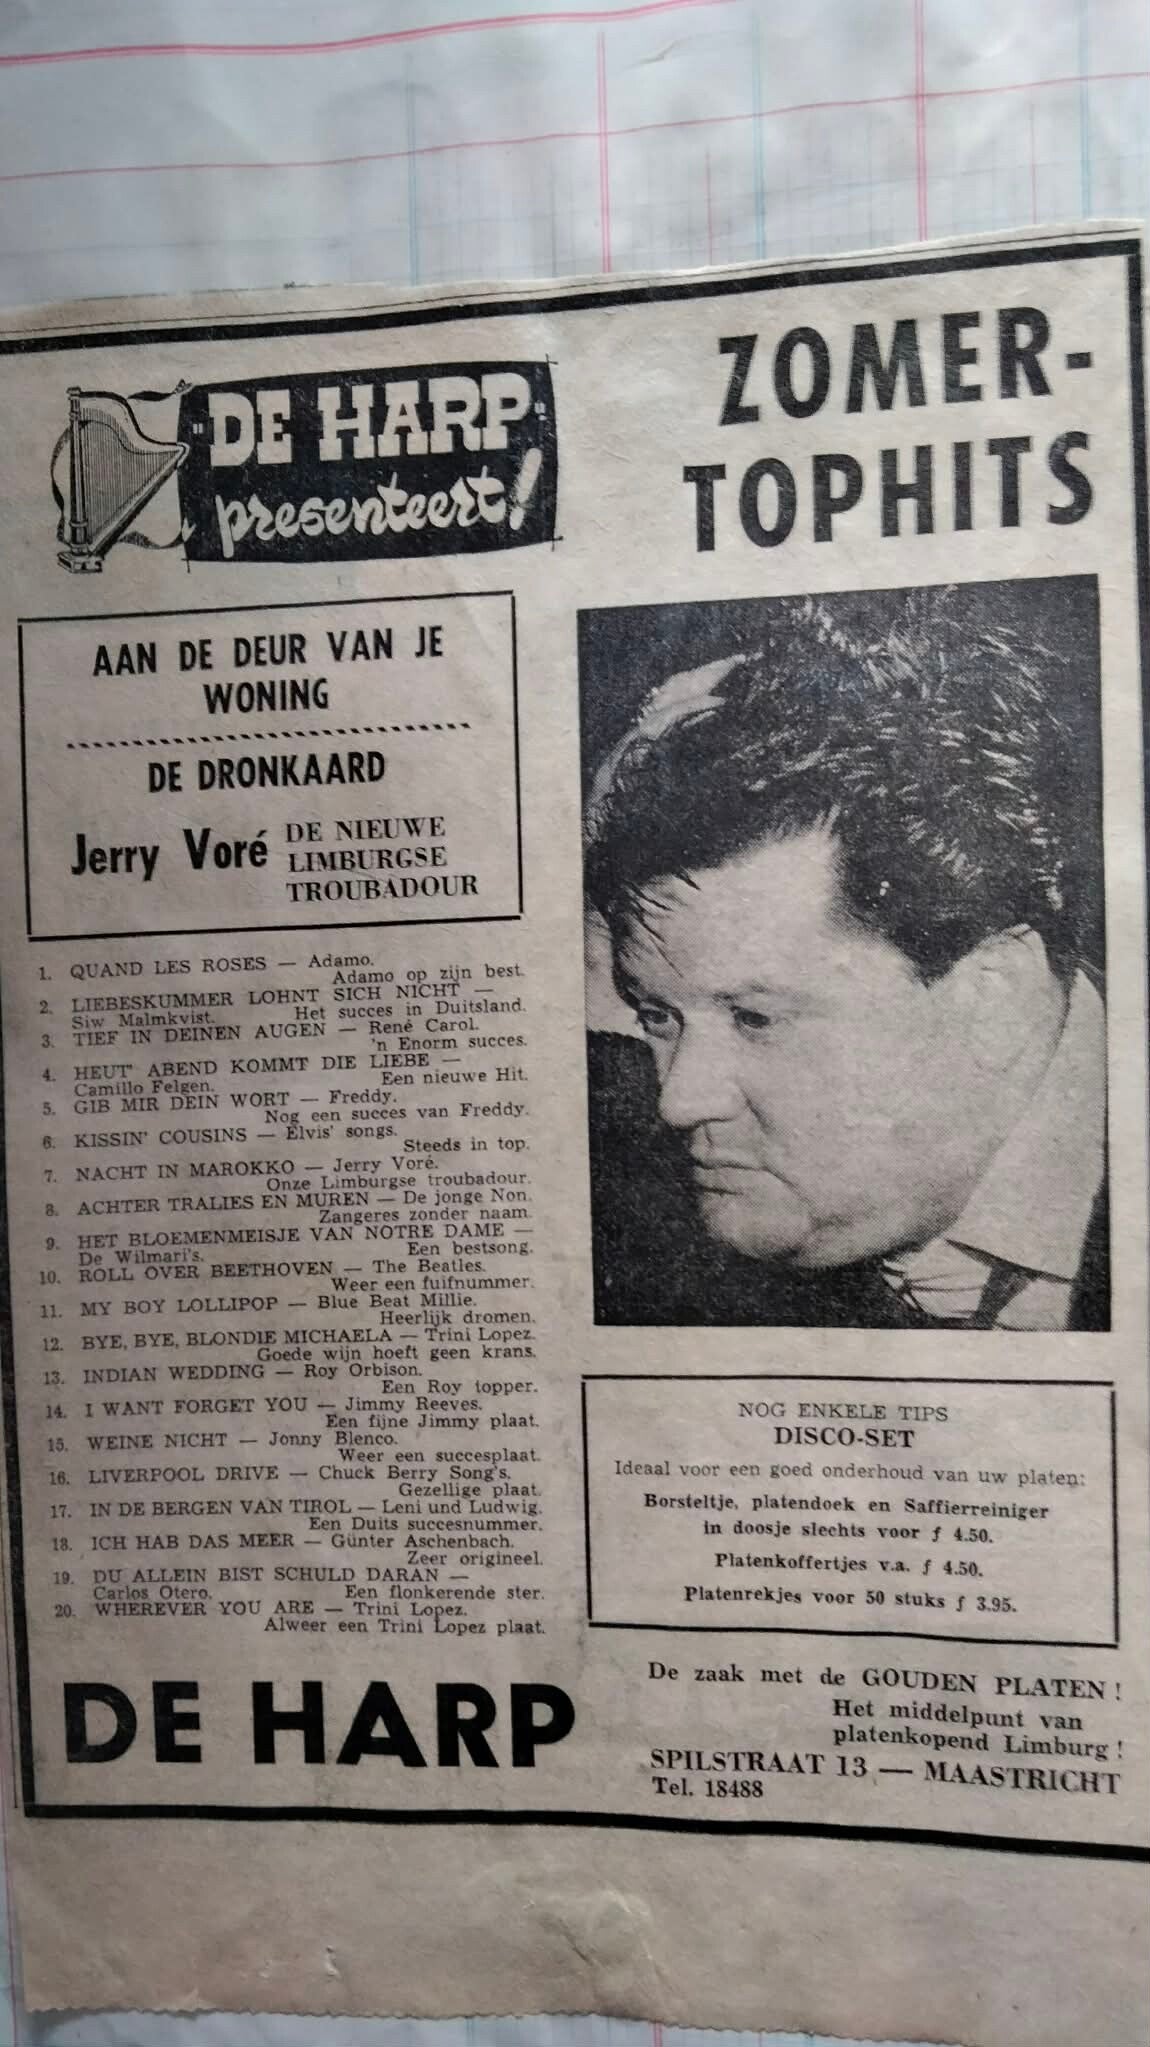 "DE HARP"
presenteert!
ZOMER-
TOPHITS
AAN DE DEUR VAN JE
WONING
DE DRONKAARD
Jerry Voré
DE NIEUWE
LIMBURGSE
TROUBADOUR
1. QUAND LES ROSES — Adamo.
Adamo op zijn best.
2. LIEBESKUMMER LOHNT SICH NICHT —
Siw Malmkvist. Het succes in Duitsland.
3. TIEF IN DEINEN AUGEN — René Carol.
'n Enorm succes.
4. HEUT' ABEND KOMMT DIE LIEBE —
Camillo Felgen. Een nieuwe Hit.
5. GIB MIR DEIN WORT — Freddy.
Nog een succes van Freddy.
6. KISSIN' COUSINS — Elvis' songs.
Steeds in top.
7. NACHT IN MAROKKO — Jerry Voré.
Onze Limburgse troubadour.
8. ACHTER TRALIES EN MUREN — De jonge Non.
Zangeres zonder naam.
9. HET BLOEMENMEISJE VAN NOTRE DAME —
De Wilmari's. Een bestsong.
10. ROLL OVER BEETHOVEN — The Beatles.
Weer een fuifnummer.
11. MY BOY LOLLIPOP — Blue Beat Millie.
Heerlijk dromen.
12. BYE, BYE, BLONDIE MICHAELA — Trini Lopez.
Goede wijn hoeft geen krans.
13. INDIAN WEDDING — Roy Orbison.
Een Roy topper.
14. I WANT FORGET YOU — Jimmy Reeves.
Een fijne Jimmy plaat.
15. WEINE NICHT — Jonny Blenco.
Weer een succesplaat.
16. LIVERPOOL DRIVE — Chuck Berry Song's.
Gezellige plaat.
17. IN DE BERGEN VAN TIROL — Leni und Ludwig.
Een Duits succesnummer.
18. ICH HAB DAS MEER — Günter Aschenbach.
Zeer origineel.
19. DU ALLEIN BIST SCHULD DARAN —
Carlos Otero. Een flonkerende ster.
20. WHEREVER YOU ARE — Trini Lopez.
Alweer een Trini Lopez plaat.
NOG ENKELE TIPS
DISCO-SET
Ideaal voor een goed onderhoud van uw platen:
Borsteltje, platendoek en Saffierreiniger
in doosje slechts voor ƒ 4.50.
Platenkoffertjes v.a. ƒ 4.50.
Platenrekjes voor 50 stuks ƒ 3.95.
DE HARP
De zaak met de GOUDEN PLATEN !
Het middelpunt van
platenkopend Limburg !
SPILSTRAAT 13 — MAASTRICHT
Tel. 18488